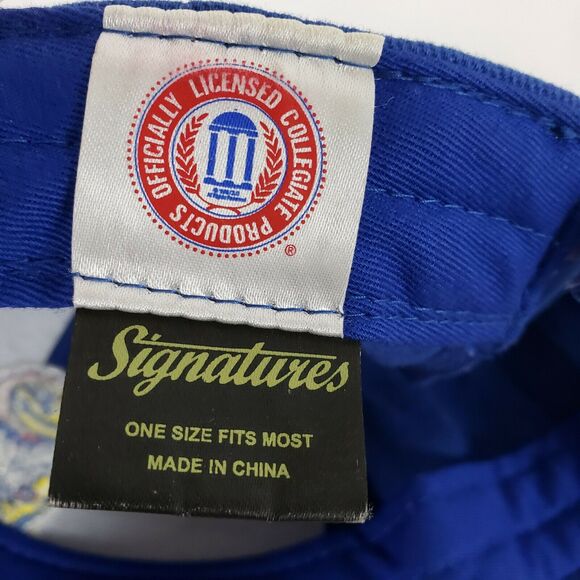 OFFICIALLY LICENSED COLLEGIATE PRODUCTS
®
Signatures
ONE SIZE FITS MOST
MADE IN CHINA